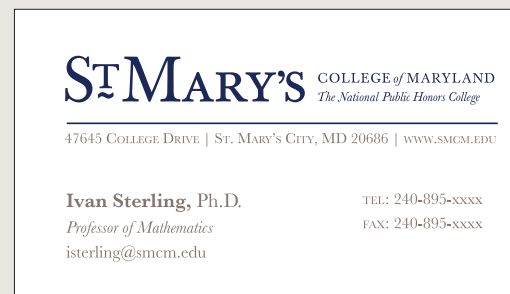 ST MARY'S COLLEGE of MARYLAND
The National Public Honors College
47645 College Drive | St. Mary's City, MD 20686 | www.smcm.edu
Ivan Sterling, Ph.D.
Professor of Mathematics
isterling@smcm.edu
tel: 240-895-xxxx
fax: 240-895-xxxx